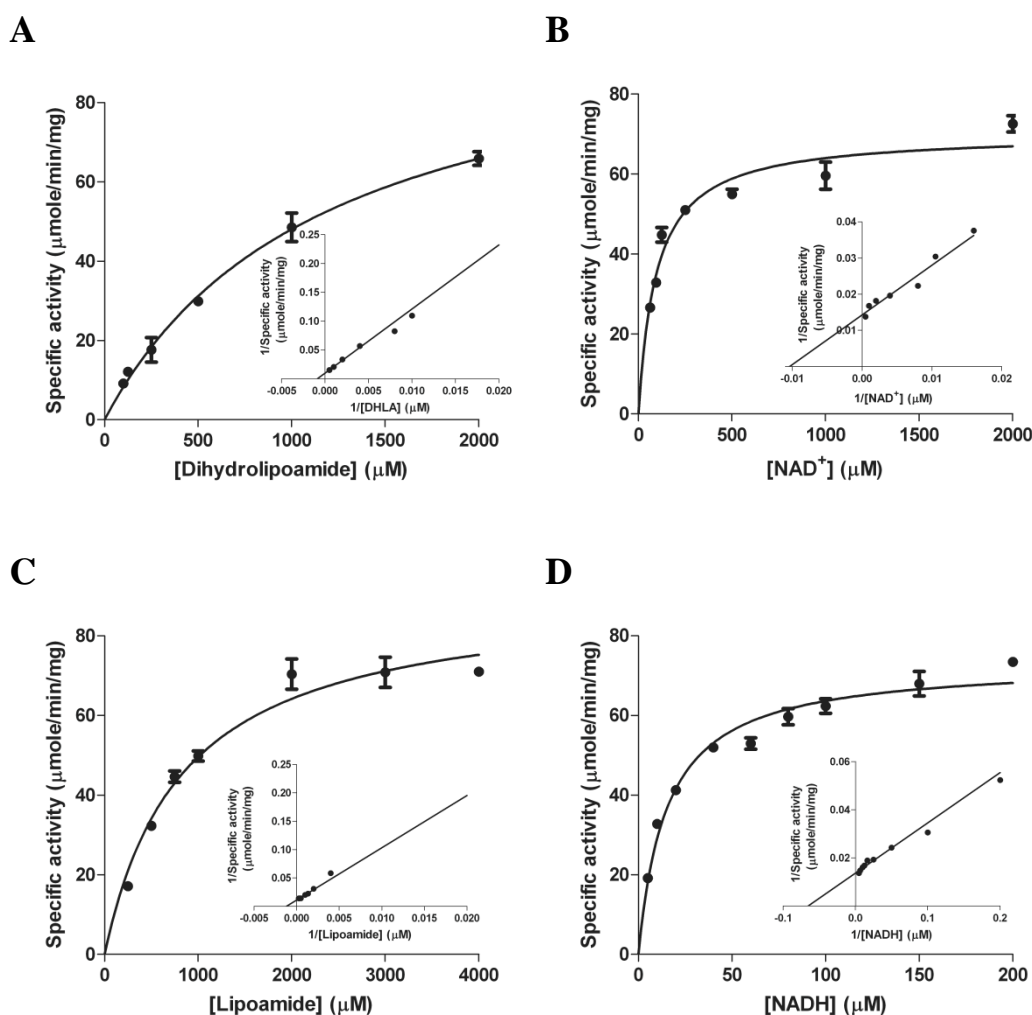 A
Specific activity (μmole/min/mg)
80
60
40
20
0
0 500 1000 1500 2000
[Dihydrolipoamide] (μM)
1/Specific activity
(μmole/min/mg)
0.25
0.20
0.15
0.10
0.05
-0.005 0.000 0.005 0.010 0.015 0.020
1/[DHLA] (μM)
B
Specific activity (μmole/min/mg)
80
60
40
20
0
0 500 1000 1500 2000
[NAD+] (μM)
1/Specific activity
(μmole/min/mg)
0.04
0.03
0.02
0.01
-0.01 0.00 0.01 0.02
1/[NAD+] (μM)
C
Specific activity (μmole/min/mg)
80
60
40
20
0
0 1000 2000 3000 4000
[Lipoamide] (μM)
1/Specific activity
(μmole/min/mg)
0.25
0.20
0.15
0.10
0.05
-0.005 0.000 0.005 0.010 0.015 0.020
1/[Lipoamide] (μM)
D
Specific activity (μmole/min/mg)
80
60
40
20
0
0 50 100 150 200
[NADH] (μM)
1/Specific activity
(μmole/min/mg)
0.06
0.04
0.02
-0.1 0.0 0.1 0.2
1/[NADH] (μM)